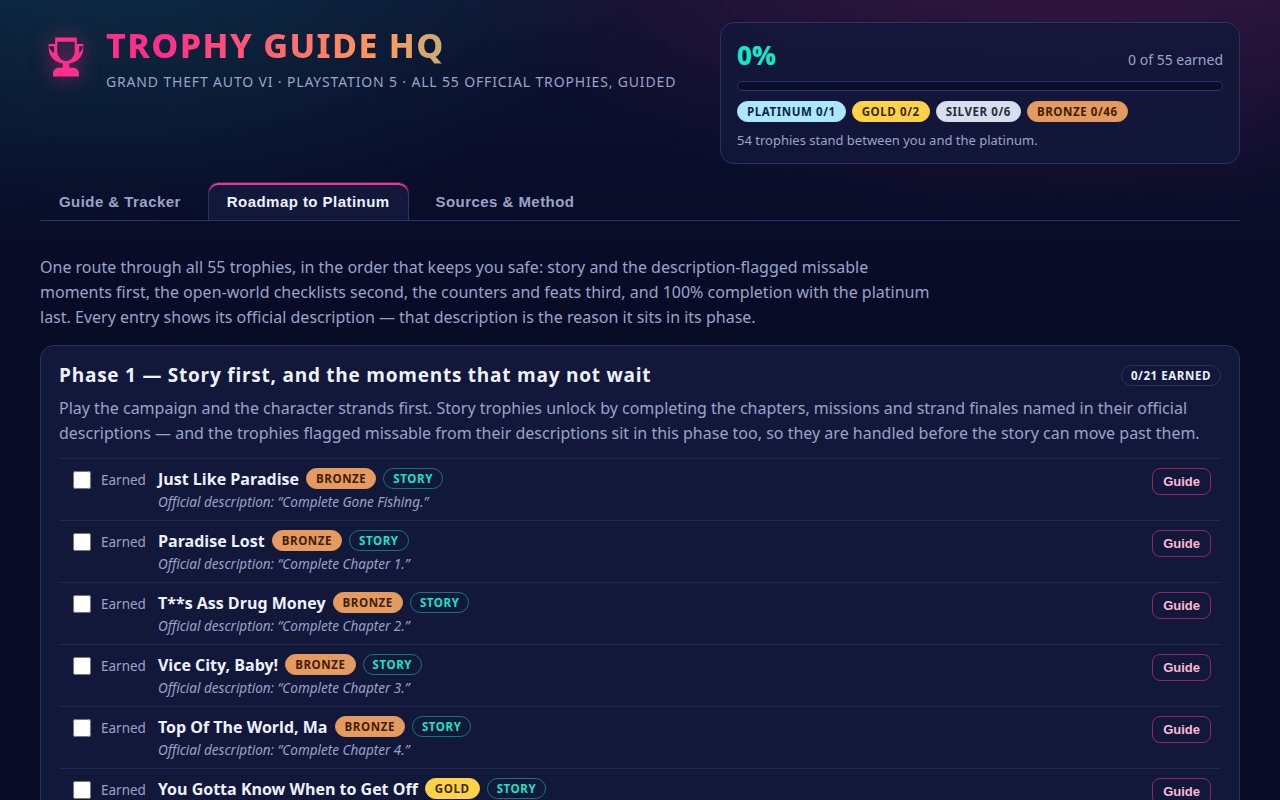 TROPHY GUIDE HQ
GRAND THEFT AUTO VI · PLAYSTATION 5 · ALL 55 OFFICIAL TROPHIES, GUIDED
0%
0 of 55 earned
PLATINUM 0/1 GOLD 0/2 SILVER 0/6 BRONZE 0/46
54 trophies stand between you and the platinum.
Guide & Tracker Roadmap to Platinum Sources & Method
One route through all 55 trophies, in the order that keeps you safe: story and the description-flagged missable
moments first, the open-world checklists second, the counters and feats third, and 100% completion with the platinum
last. Every entry shows its official description — that description is the reason it sits in its phase.
Phase 1 — Story first, and the moments that may not wait
0/21 EARNED
Play the campaign and the character strands first. Story trophies unlock by completing the chapters, missions and strand finales named in their official
descriptions — and the trophies flagged missable from their descriptions sit in this phase too, so they are handled before the story can move past them.
Earned Just Like Paradise BRONZE STORY Guide
Official description: “Complete Gone Fishing.”
Earned Paradise Lost BRONZE STORY Guide
Official description: “Complete Chapter 1.”
Earned T**s Ass Drug Money BRONZE STORY Guide
Official description: “Complete Chapter 2.”
Earned Vice City, Baby! BRONZE STORY Guide
Official description: “Complete Chapter 3.”
Earned Top Of The World, Ma BRONZE STORY Guide
Official description: “Complete Chapter 4.”
Earned You Gotta Know When to Get Off GOLD STORY Guide